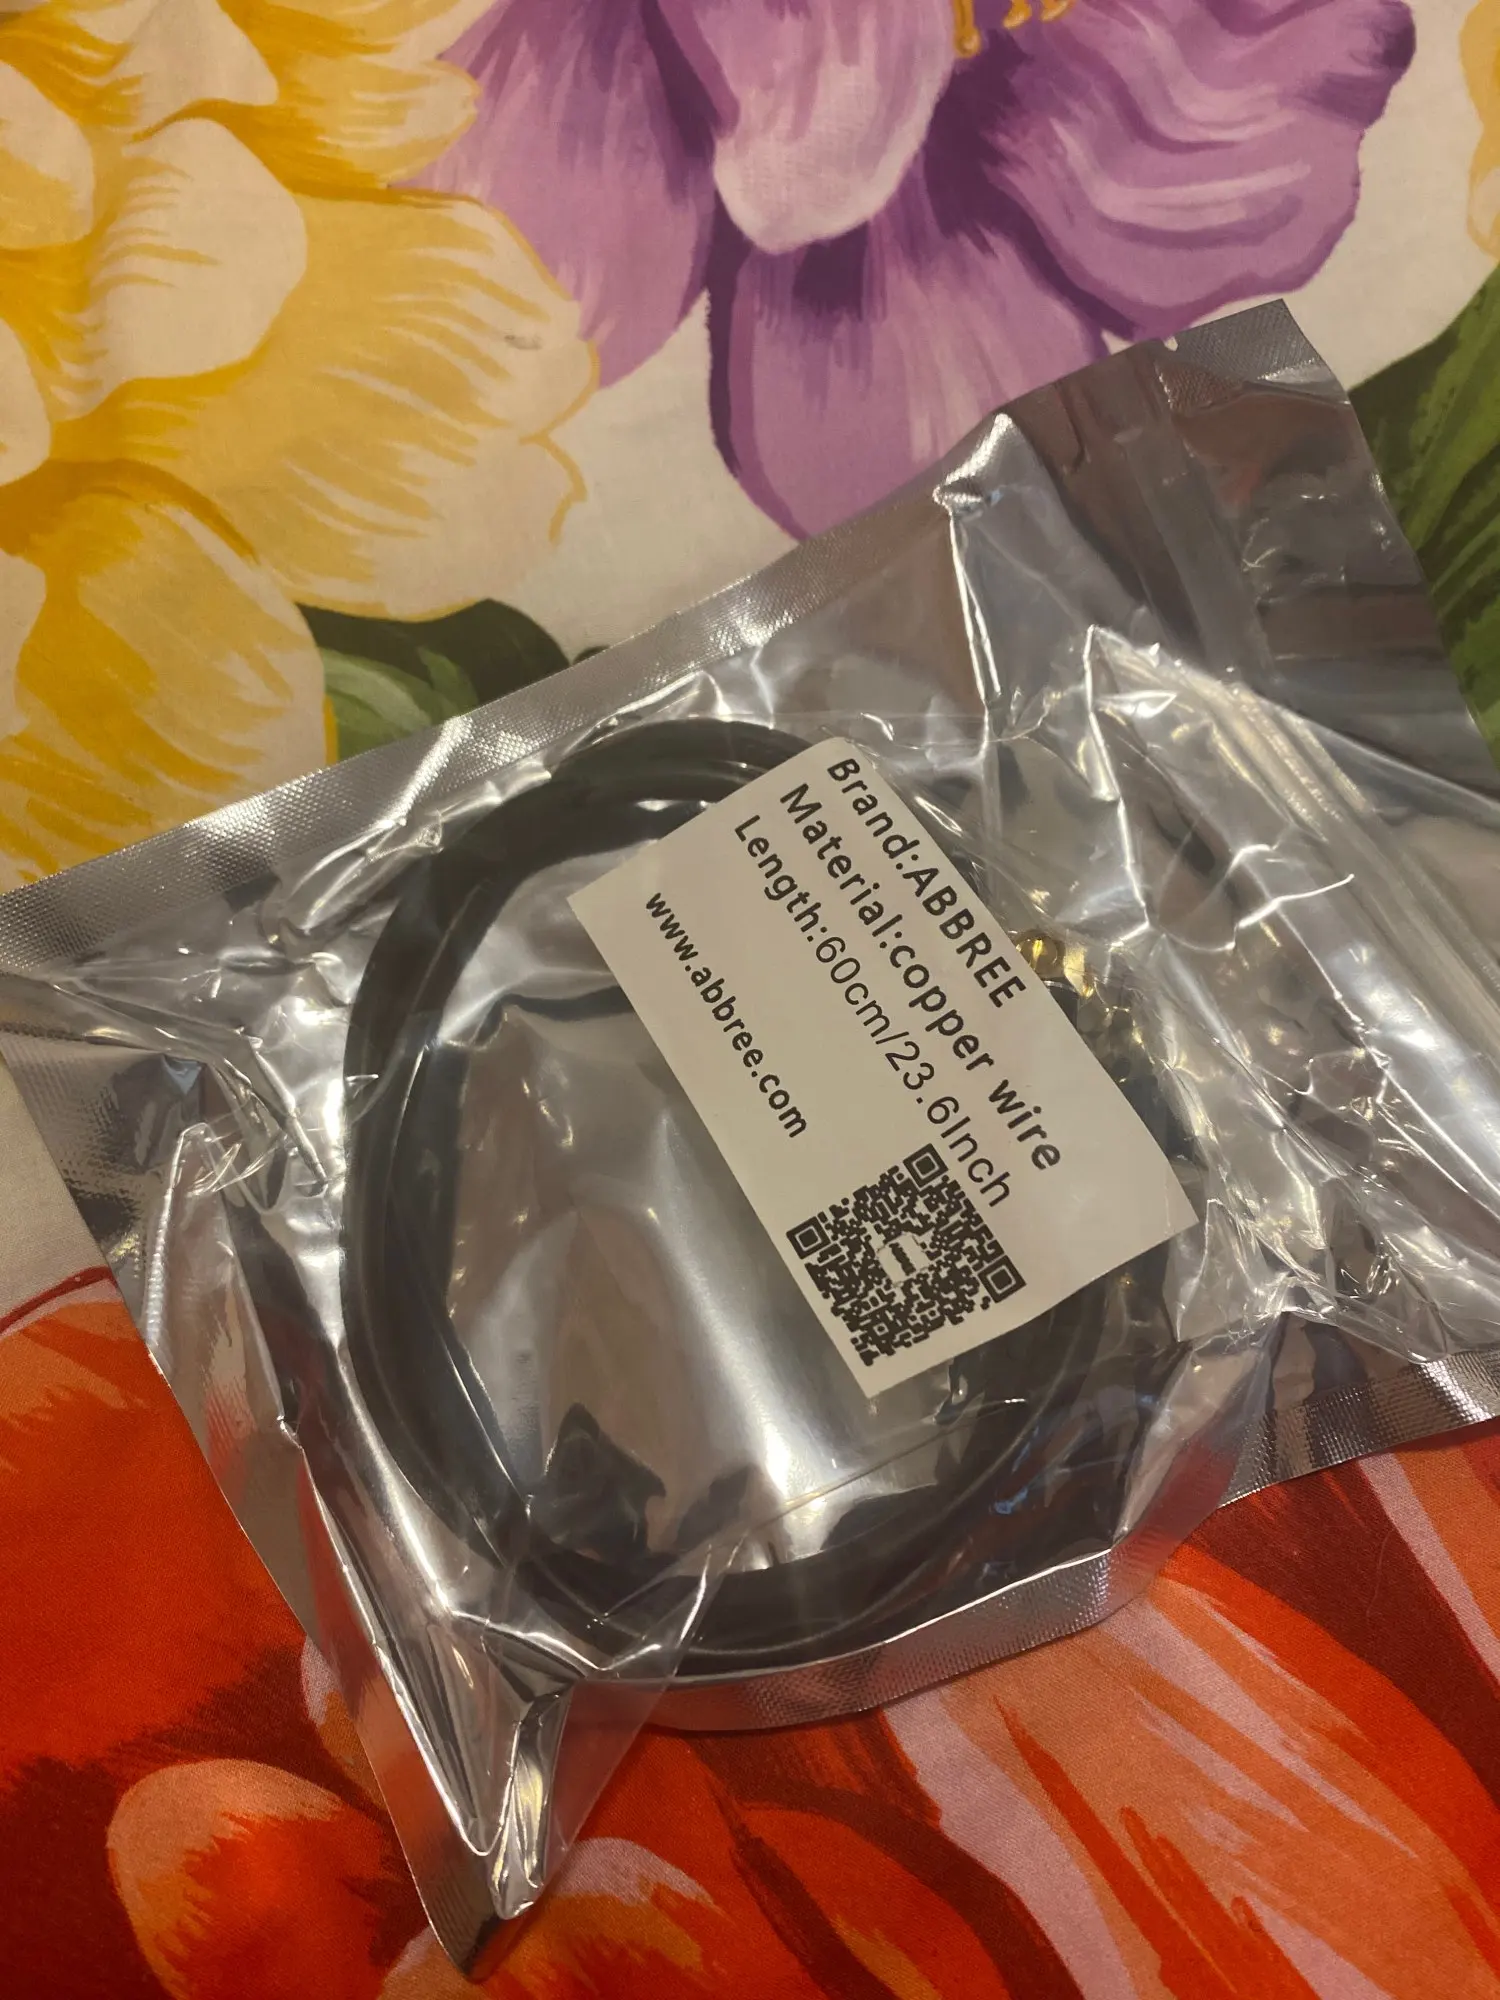 Brand:ABBREE
Material:copper wire
Length:60cm/23.6Inch
www.abbree.com